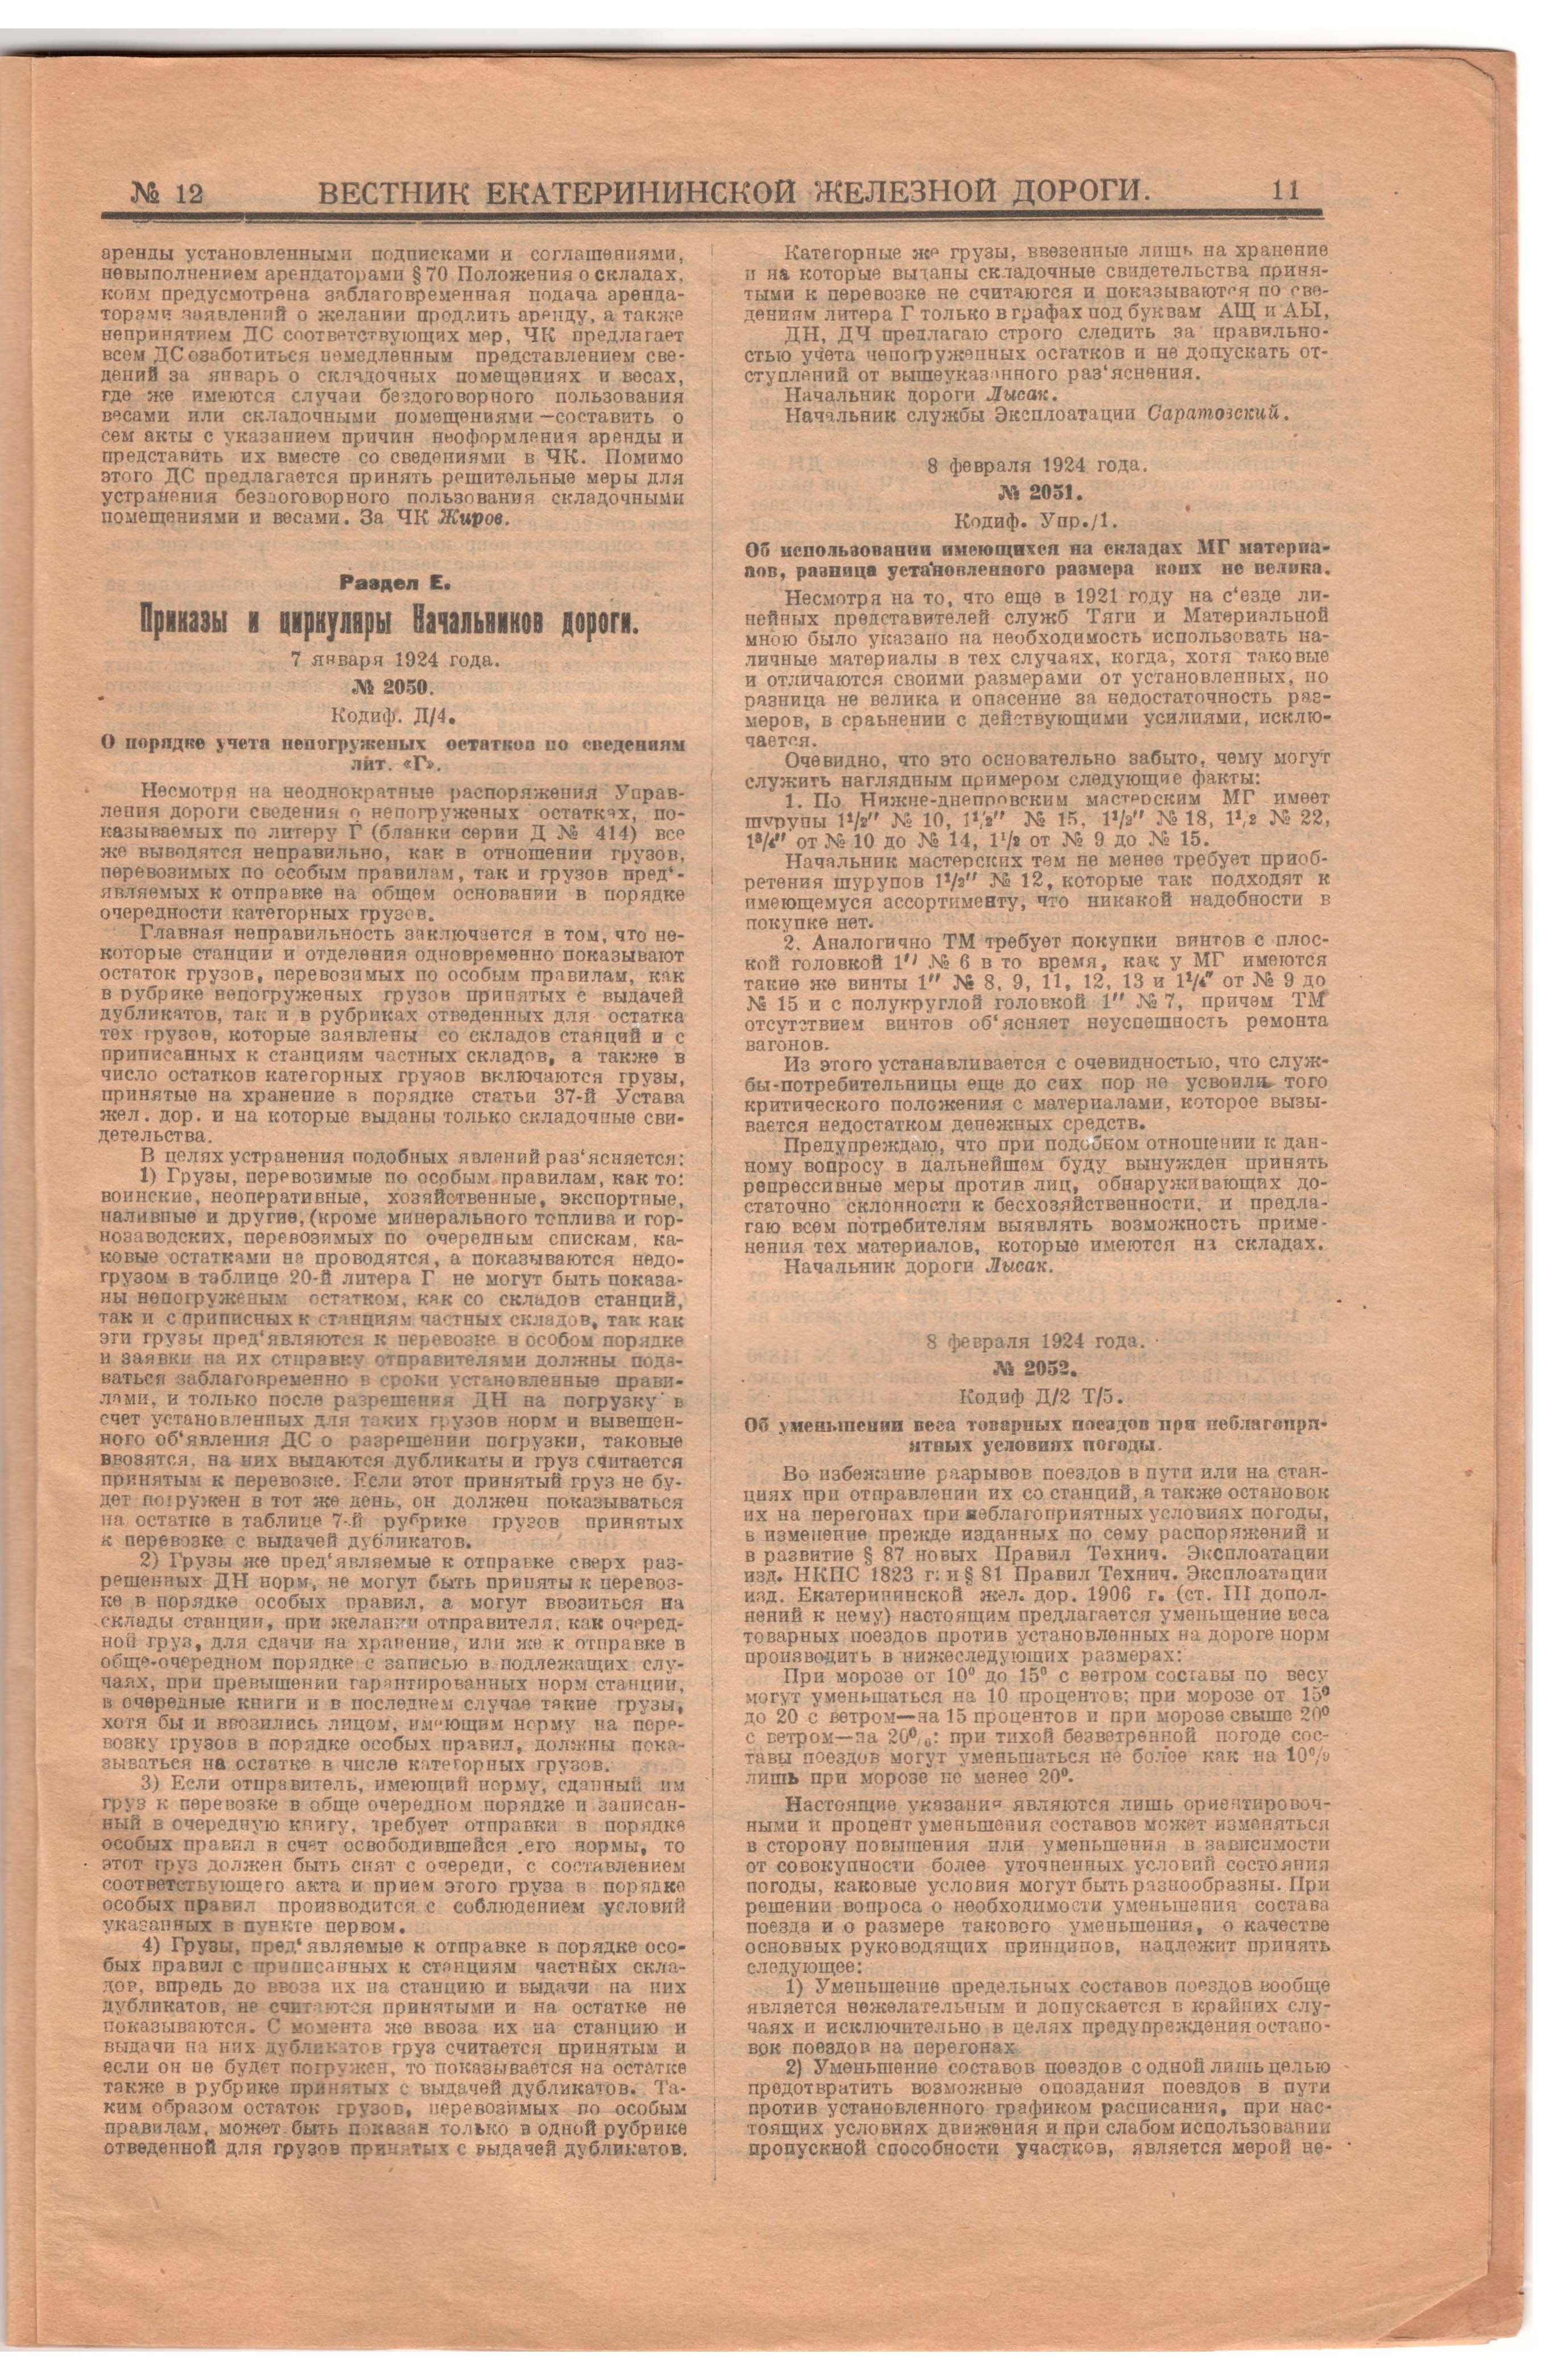 № 12 ВЕСТНИК ЕКАТЕРИНИНСКОЙ ЖЕЛЕЗНОЙ ДОРОГИ. 11
аренды установленными подписками и соглашениями,
невыполнением арендаторами § 70 Положения о складах,
коим предусмотрена заблаговременная подача аренда-
торами заявлений о желании продлить аренду, а также
непринятием ДС соответствующих мер, ЧК предлагает
всем ДС озаботиться немедленным представлением све-
дений за январь о складочных помещениях и весах,
где же имеются случаи бездоговорного пользования
весами или складочными помещениями—составить о
сем акты с указанием причин неоформления аренды и
представить их вместе со сведениями в ЧК. Помимо
этого ДС предлагается принять решительные меры для
устранения бездоговорного пользования складочными
помещениями и весами. За ЧК Жиров.
Раздел Е.
Приказы и циркуляры Начальников дороги.
7 января 1924 года.
№ 2050.
Кодиф. Д/4.
О порядке учета непогруженых остатков по сведениям
лит. «Г».
Несмотря на неоднократные распоряжения Управ-
ления дороги сведения о непогруженых остатках, по-
казываемых по литеру Г (бланки серии Д № 414) все
же выводятся неправильно, как в отношении грузов,
перевозимых по особым правилам, так и грузов пред‘-
являемых к отправке на общем основании в порядке
очередности категорных грузов.
Главная неправильность заключается в том, что не-
которые станции и отделения одновременно показывают
остаток грузов, перевозимых по особым правилам, как
в рубрике непогруженых грузов принятых с выдачей
дубликатов, так и в рубриках отведенных для остатка
тех грузов, которые заявлены со складов станций и с
приписанных к станциям частных складов, а также в
число остатков категорных грузов включаются грузы,
принятые на хранение в порядке статьи 37-й Устава
жел. дор. и на которые выданы только складочные сви-
детельства.
В целях устранения подобных явлений раз‘ясняется:
1) Грузы, перевозимые по особым правилам, как то:
воинские, неоперативные, хозяйственные, экспортные,
наливные и другие, (кроме минерального топлива и гор-
нозаводских, перевозимых по очередным спискам, ка-
ковые остатками не проводятся, а показываются недо-
грузом в таблице 20-й литера Г не могут быть показа-
ны непогруженым остатком, как со складов станций,
так и с приписных к станциям частных складов, так как
эти грузы пред‘являются к перевозке в особом порядке
и заявки на их отправку отправителями должны пода-
ваться заблаговременно в сроки установленные прави-
лами, и только после разрешения ДН на погрузку в
счет установленных для таких грузов норм и вывешен-
ного об‘явления ДС о разрешении погрузки, таковые
ввозятся, на них выдаются дубликаты и груз считается
принятым к перевозке. Если этот принятый груз не бу-
дет погружен в тот же день, он должен показываться
на остатке в таблице 7-й рубрике грузов принятых
к перевозке с выдачей дубликатов.
2) Грузы же пред‘являемые к отправке сверх раз-
решенных ДН норм, не могут быть приняты к перевоз-
ке в порядке особых правил, а могут ввозиться на
склады станции, при желании отправителя, как очеред-
ной груз, для сдачи на хранение, или же к отправке в
обще-очередном порядке с записью в подлежащих слу-
чаях, при превышении гарантированных норм станции,
в очередные книги и в последнем случае такие грузы,
хотя бы и ввозились лицом, имеющим норму на пере-
возку грузов в порядке особых правил, должны пока-
зываться на остатке в числе категорных грузов.
3) Если отправитель, имеющий норму, сданный им
груз к перевозке в обще очередном порядке и записан-
ный в очередную книгу, требует отправки в порядке
особых правил в счет освободившейся его нормы, то
этот груз должен быть снят с очереди, с составлением
соответствующего акта и прием этого груза в порядке
особых правил производится с соблюдением условий
указанных в пункте первом.
4) Грузы, пред‘являемые к отправке в порядке осо-
бых правил с приписанных к станциям частных скла-
дов, впредь до ввоза их на станцию и выдачи на них
дубликатов, не считаются принятыми и на остатке не
показываются. С момента же ввоза их на станцию и
выдачи на них дубликатов груз считается принятым и
если он не будет погружен, то показывается на остатке
также в рубрике принятых с выдачей дубликатов. Та-
ким образом остаток грузов, перевозимых по особым
правилам, может быть показан только в одной рубрике
отведенной для грузов принятых с выдачей дубликатов.
Категорные же грузы, ввезенные лишь на хранение
и на которые выданы складочные свидетельства приня-
тыми к перевозке не считаются и показываются по све-
дениям литера Г только в графах под буквам АЩ и АЫ,
ДН, ДЧ предлагаю строго следить за правильно-
стью учета непогруженных остатков и не допускать от-
ступлений от вышеуказанного раз‘яснения.
Начальник дороги Лысак.
Начальник службы Эксплоатации Саратовский.
8 февраля 1924 года.
№ 2051.
Кодиф. Упр./1.
Об использовании имеющихся на складах МГ материа-
лов, разница установленного размера коих не велика.
Несмотря на то, что еще в 1921 году на с‘езде ли-
нейных представителей служб Тяги и Материальной
мною было указано на необходимость использовать на-
личные материалы в тех случаях, когда, хотя таковые
и отличаются своими размерами от установленных, но
разница не велика и опасение за недостаточность раз-
меров, в сравнении с действующими усилиями, исклю-
чается.
Очевидно, что это основательно забыто, чему могут
служить наглядным примером следующие факты:
1. По Нижне-днепровским мастерским МГ имеет
шурупы 1¹/₂″ № 10, 1¹/₂″ № 15, 1¹/₂″ № 18, 1¹/₂ № 22,
1³/₄″ от № 10 до № 14, 1¹/₂ от № 9 до № 15.
Начальник мастерских тем не менее требует приоб-
ретения шурупов 1¹/₂″ № 12, которые так подходят к
имеющемуся ассортименту, что никакой надобности в
покупке нет.
2. Аналогично ТМ требует покупки винтов с плос-
кой головкой 1″ № 6 в то время, как у МГ имеются
такие же винты 1″ № 8, 9, 11, 12, 13 и 1¹/₄″ от № 9 до
№ 15 и с полукруглой головкой 1″ № 7, причем ТМ
отсутствием винтов об‘ясняет неуспешность ремонта
вагонов.
Из этого устанавливается с очевидностью, что служ-
бы-потребительницы еще до сих пор не усвоили того
критического положения с материалами, которое вызы-
вается недостатком денежных средств.
Предупреждаю, что при подобном отношении к дан-
ному вопросу в дальнейшем буду вынужден принять
репрессивные меры против лиц, обнаруживающих до-
статочно склонности к бесхозяйственности, и предла-
гаю всем потребителям выявлять возможность приме-
нения тех материалов, которые имеются на складах.
Начальник дороги Лысак.
8 февраля 1924 года.
№ 2052.
Кодиф Д/2 Т/5.
Об уменьшении веса товарных поездов при неблагопри-
ятных условиях погоды.
Во избежание раарывов поездов в пути или на стан-
циях при отправлении их со станций, а также остановок
их на перегонах при неблагоприятных условиях погоды,
в изменение прежде изданных по сему распоряжений и
в развитие § 87 новых Правил Технич. Эксплоатации
изд. НКПС 1823 г. и § 81 Правил Технич. Эксплоатации
изд. Екатерининской жел. дор. 1906 г. (ст. III допол-
нений к нему) настоящим предлагается уменьшение веса
товарных поездов против установленных на дороге норм
производить в нижеследующих размерах:
При морозе от 10⁰ до 15⁰ с ветром составы по весу
могут уменьшаться на 10 процентов; при морозе от 15⁰
до 20 с ветром—на 15 процентов и при морозе свыше 20⁰
с ветром—на 20⁰/₀: при тихой безветренной погоде сос-
тавы поездов могут уменьшаться не более как на 10%
лишь при морозе не менее 20⁰.
Настоящие указания являются лишь ориентировоч-
ными и процент уменьшения составов может изменяться
в сторону повышения или уменьшения в зависимости
от совокупности более уточненных условий состояния
погоды, каковые условия могут быть разнообразны. При
решении вопроса о необходимости уменьшения состава
поезда и о размере такового уменьшения, о качестве
основных руководящих принципов, надлежит принять
следующее:
1) Уменьшение предельных составов поездов вообще
является нежелательным и допускается в крайних слу-
чаях и исключительно в целях предупреждения остано-
вок поездов на перегонах
2) Уменьшение составов поездов с одной лишь целью
предотвратить возможные опоздания поездов в пути
против установленного графиком расписания, при нас-
тоящих условиях движения и при слабом использовании
пропускной способности участков, является мерой не-